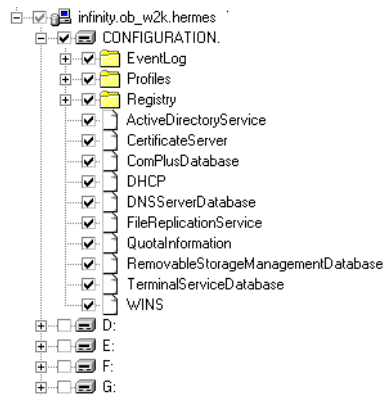 infinity.ob_w2k.hermes
CONFIGURATION.
EventLog
Profiles
Registry
ActiveDirectoryService
CertificateServer
ComPlusDatabase
DHCP
DNSServerDatabase
FileReplicationService
QuotaInformation
RemovableStorageManagementDatabase
TerminalServiceDatabase
WINS
D:
E:
F:
G: